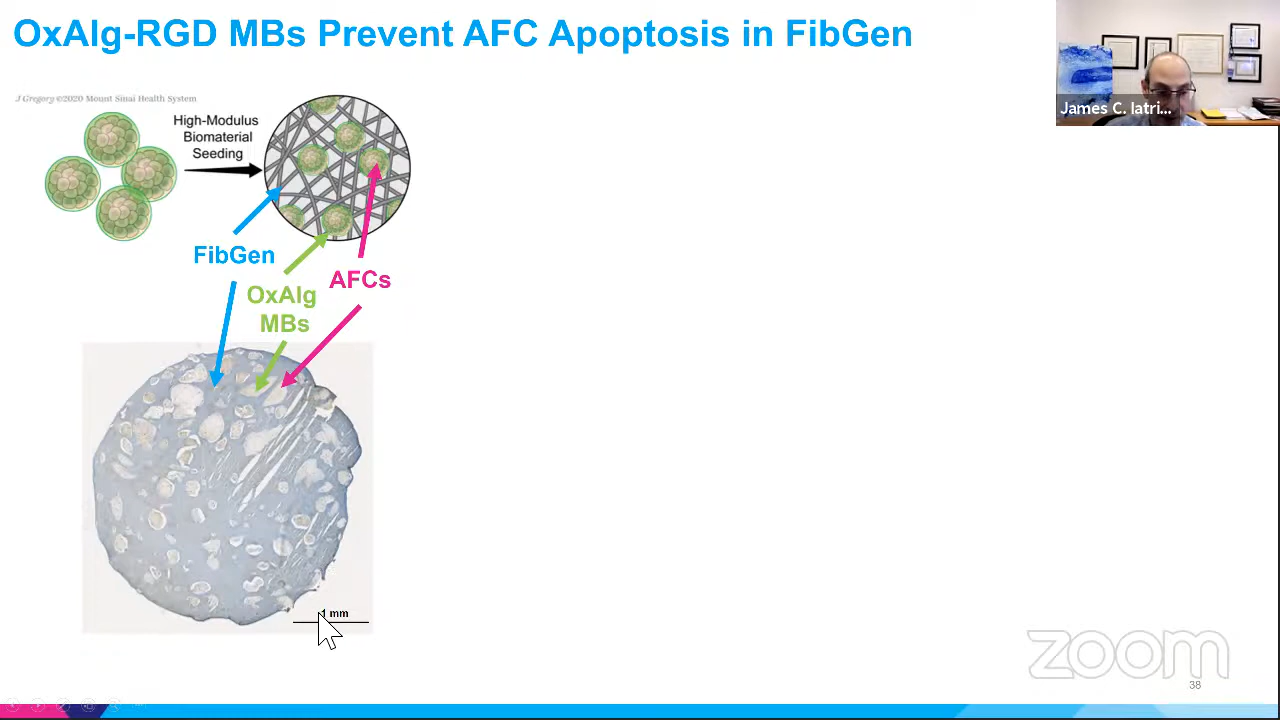 OxAlg-RGD MBs Prevent AFC Apoptosis in FibGen
James C. Iatri...
J Gregory ©2020 Mount Sinai Health System
High-Modulus
Biomaterial
Seeding
FibGen
AFCs
OxAlg
MBs
1 mm
zoom
38